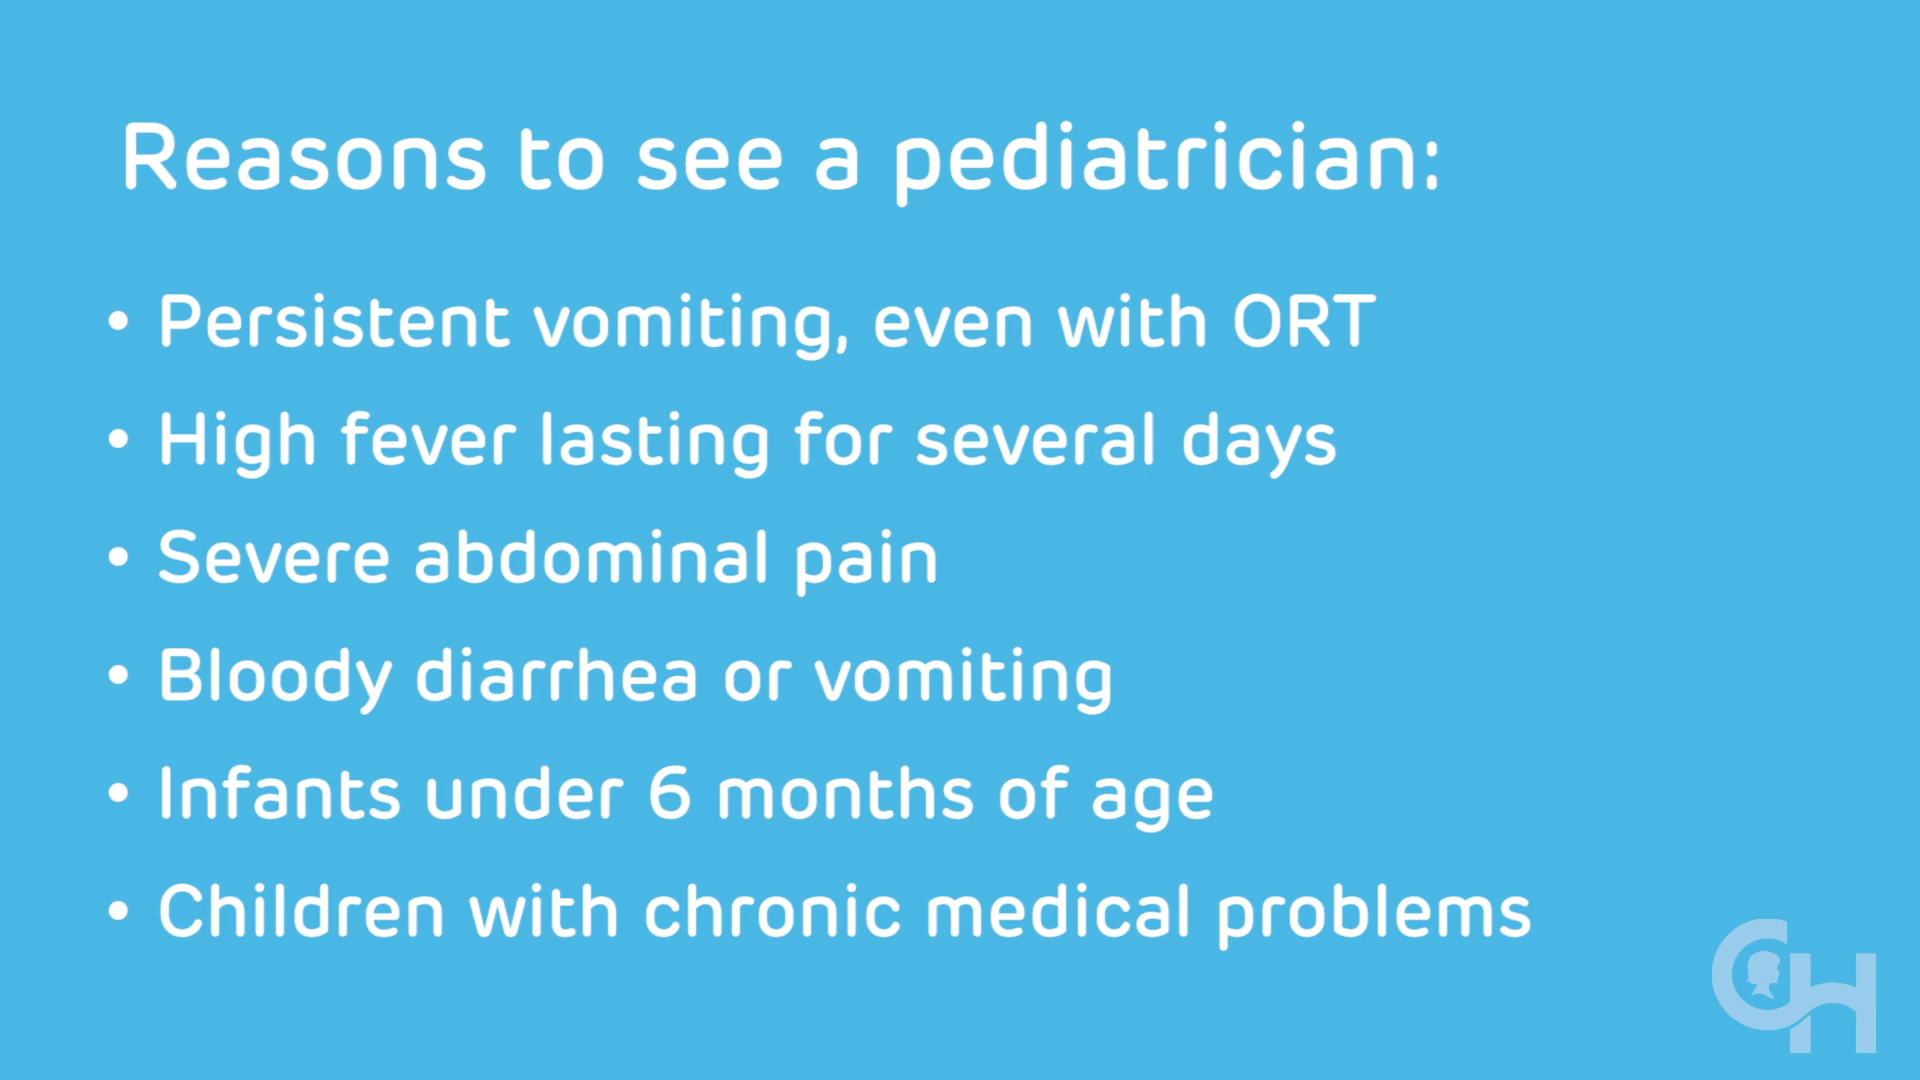 Reasons to see a pediatrician:
• Persistent vomiting, even with ORT
• High fever lasting for several days
• Severe abdominal pain
• Bloody diarrhea or vomiting
• Infants under 6 months of age
• Children with chronic medical problems
CH